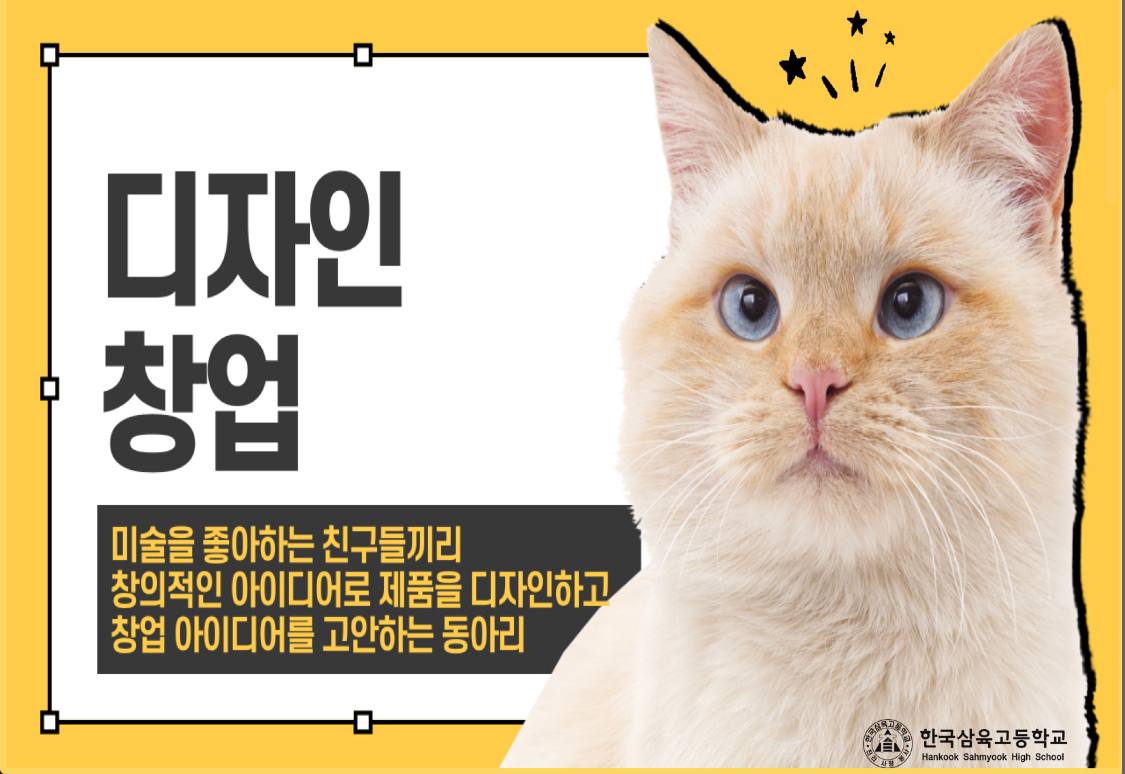 디자인
창업
미술을 좋아하는 친구들끼리
창의적인 아이디어로 제품을 디자인하고
창업 아이디어를 고안하는 동아리
한국삼육고등학교
Hankook Sahmyook High School